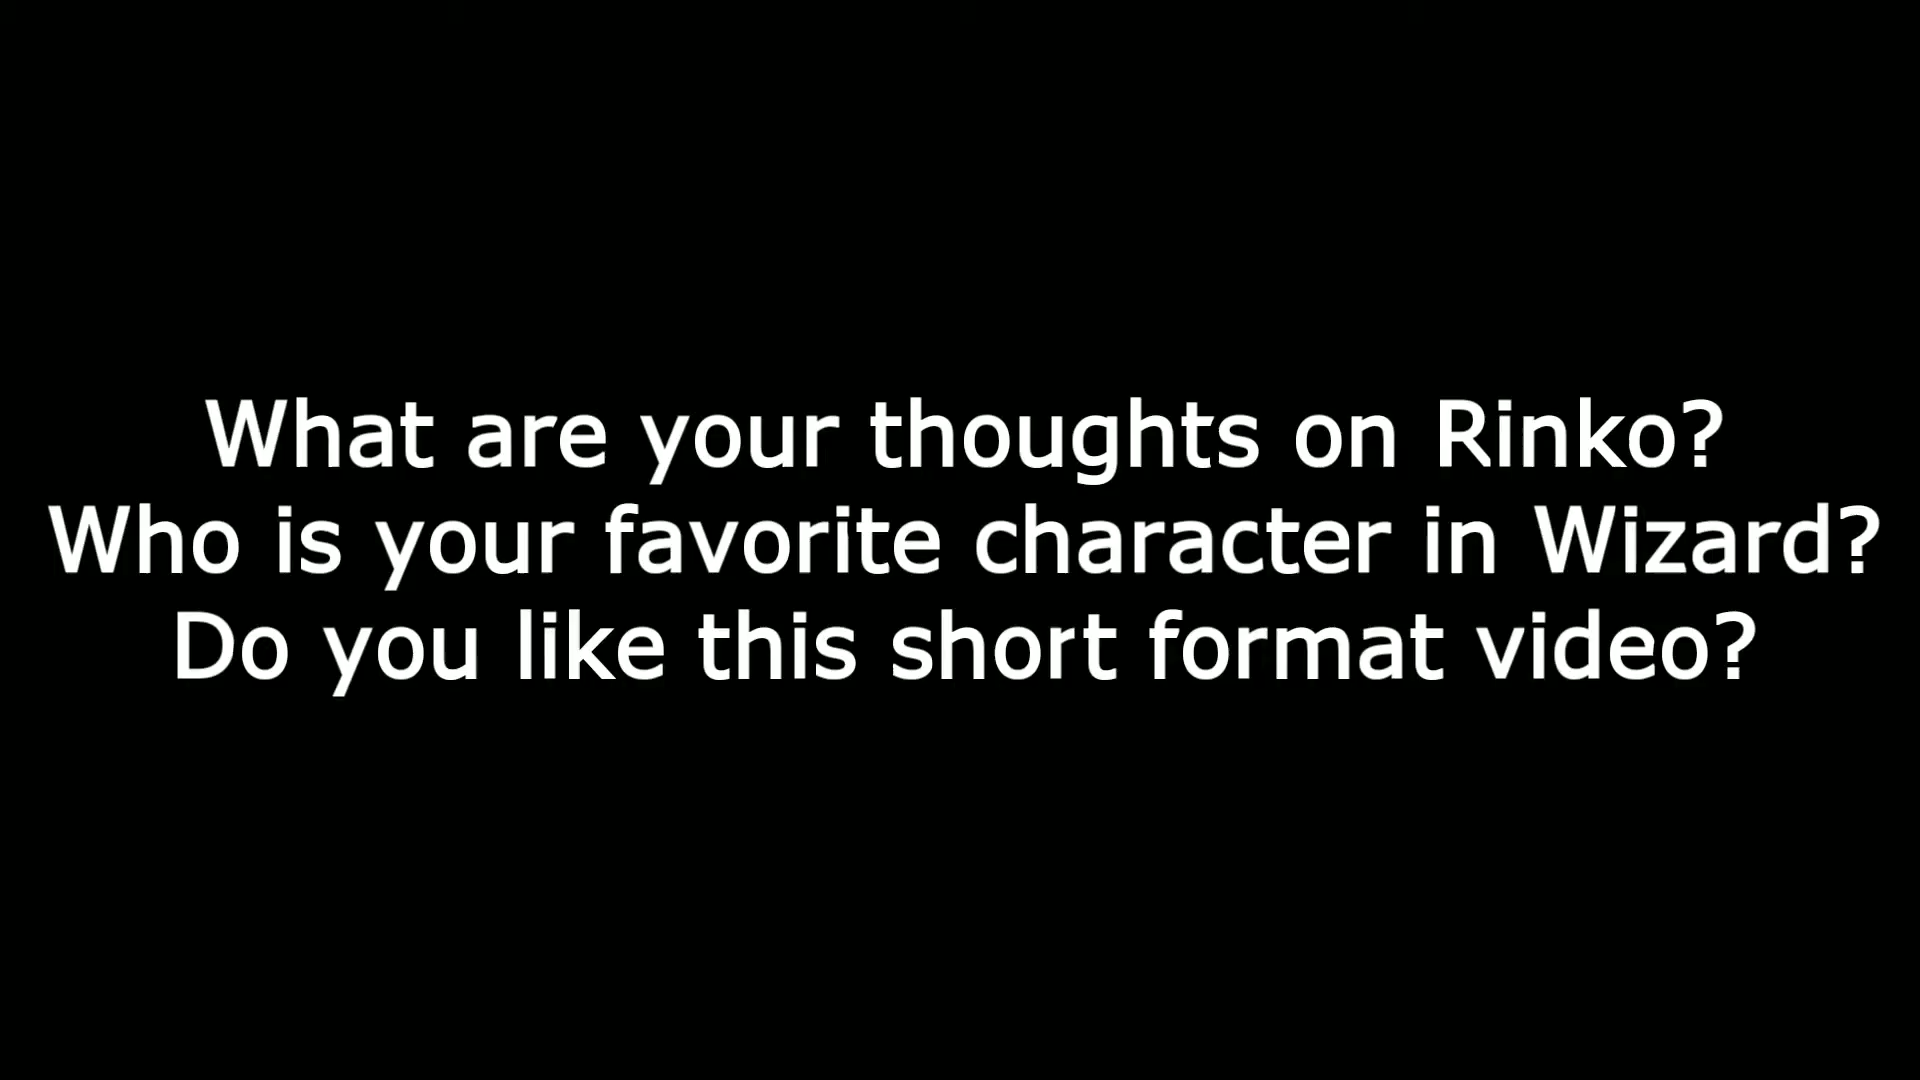 What are your thoughts on Rinko?
Who is your favorite character in Wizard?
Do you like this short format video?